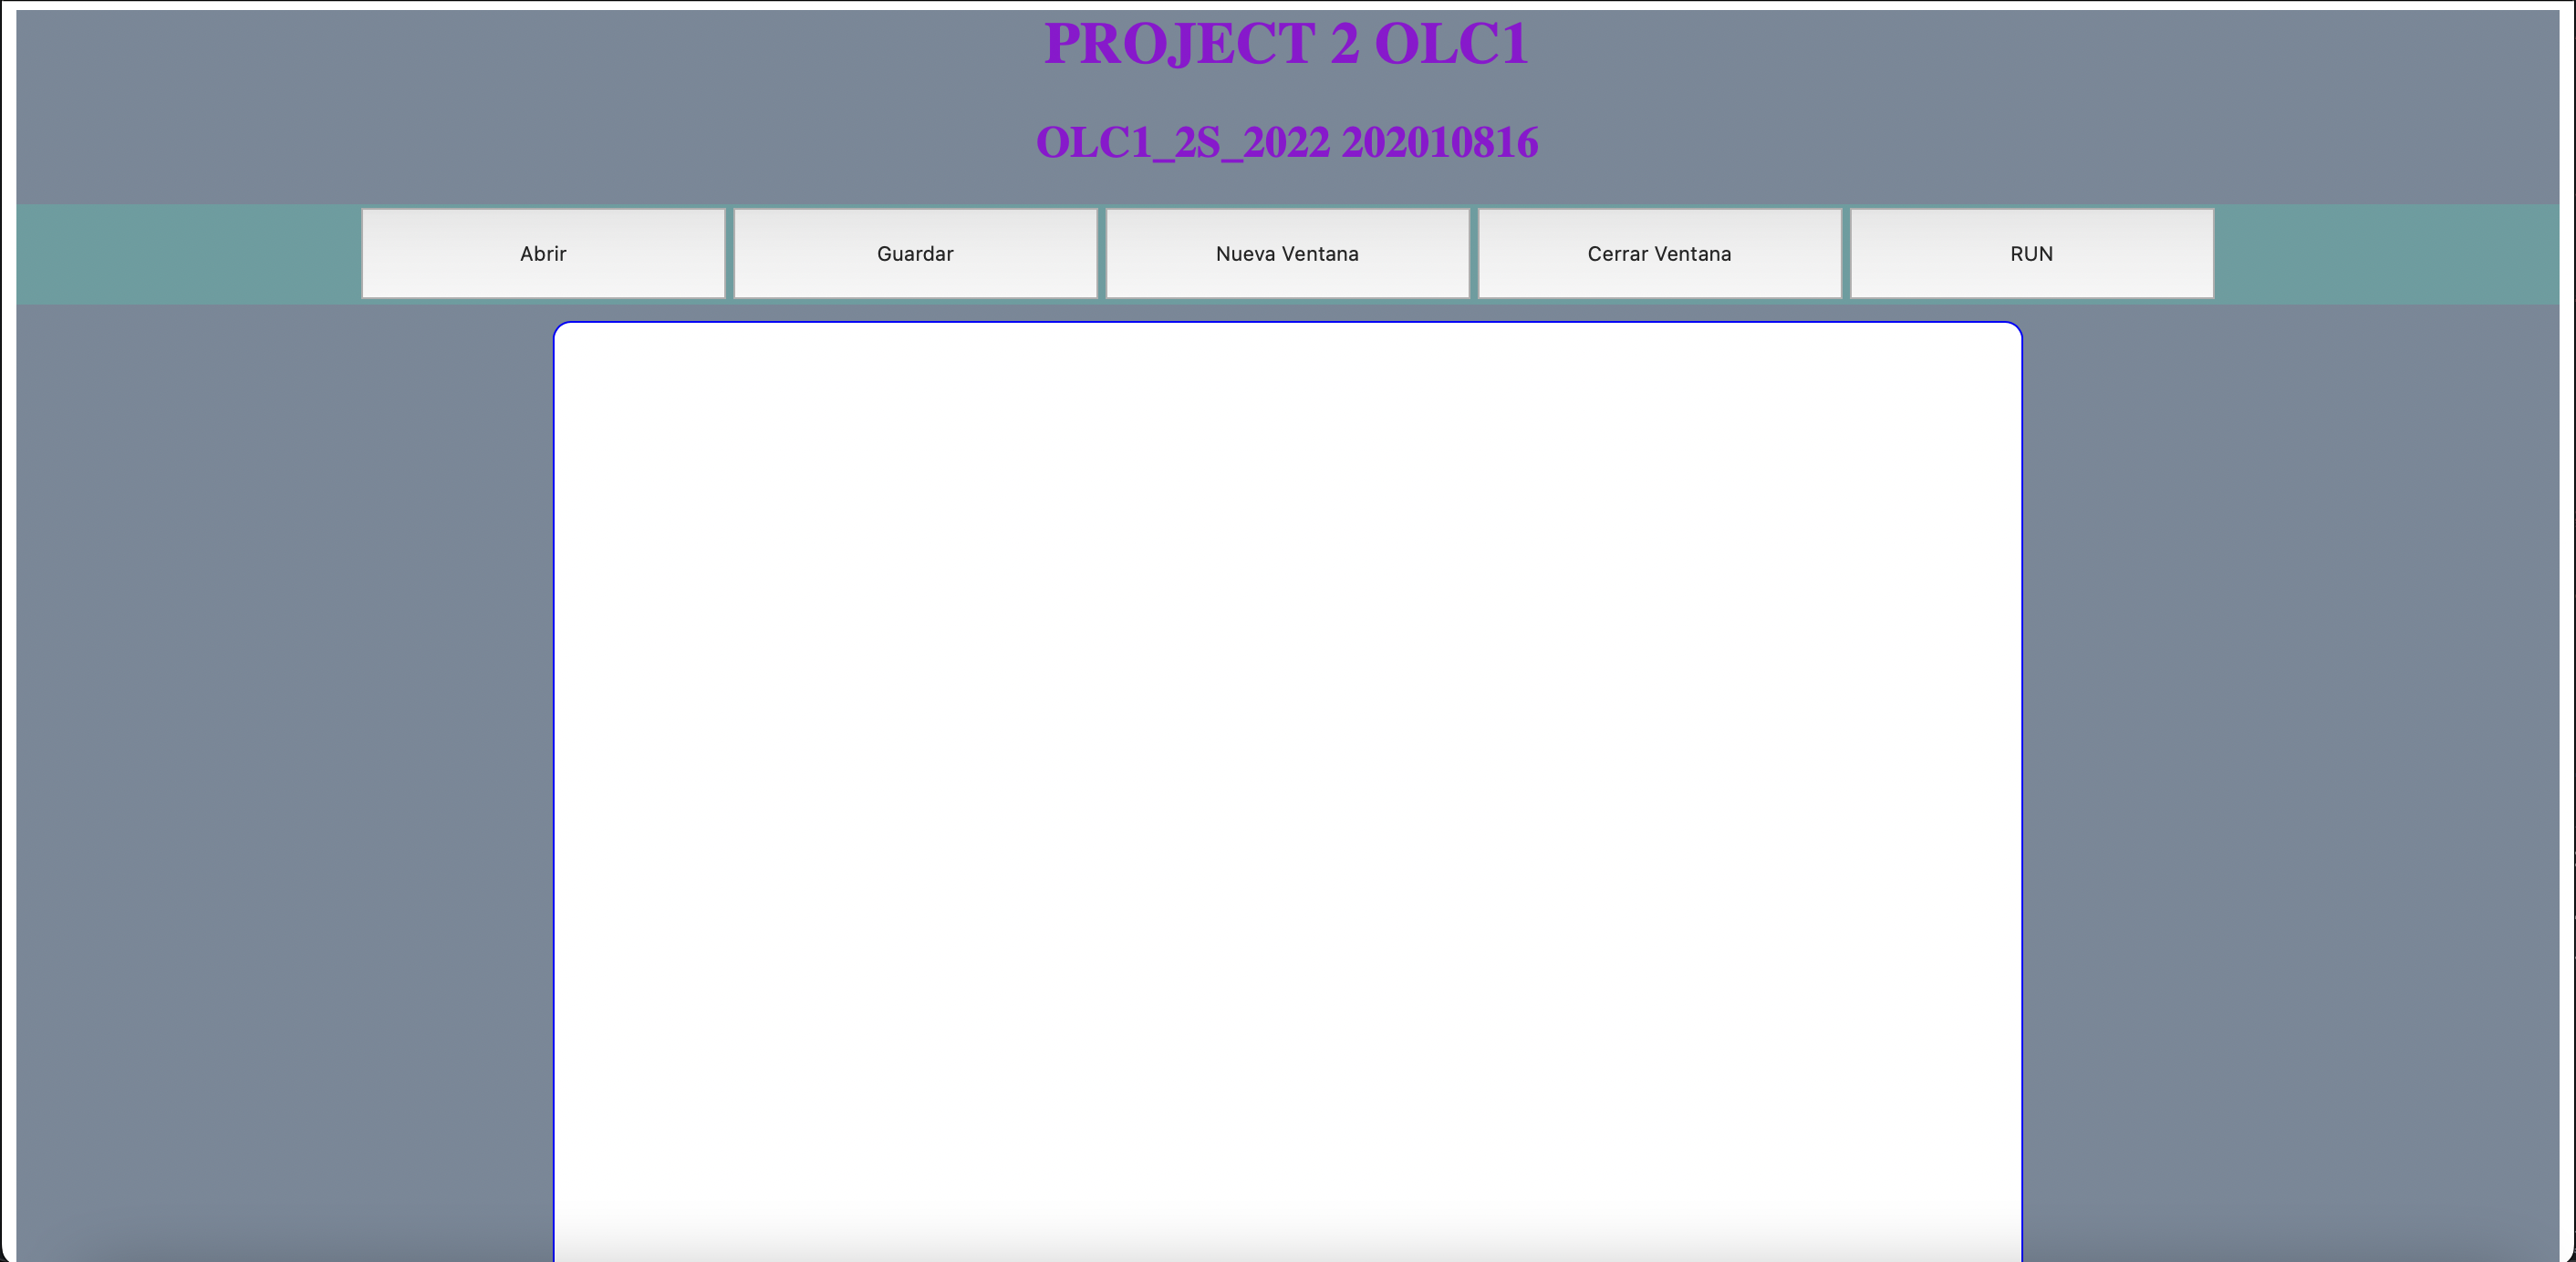 PROJECT 2 OLC1
OLC1_2S_2022 202010816
Abrir Guardar Nueva Ventana Cerrar Ventana RUN